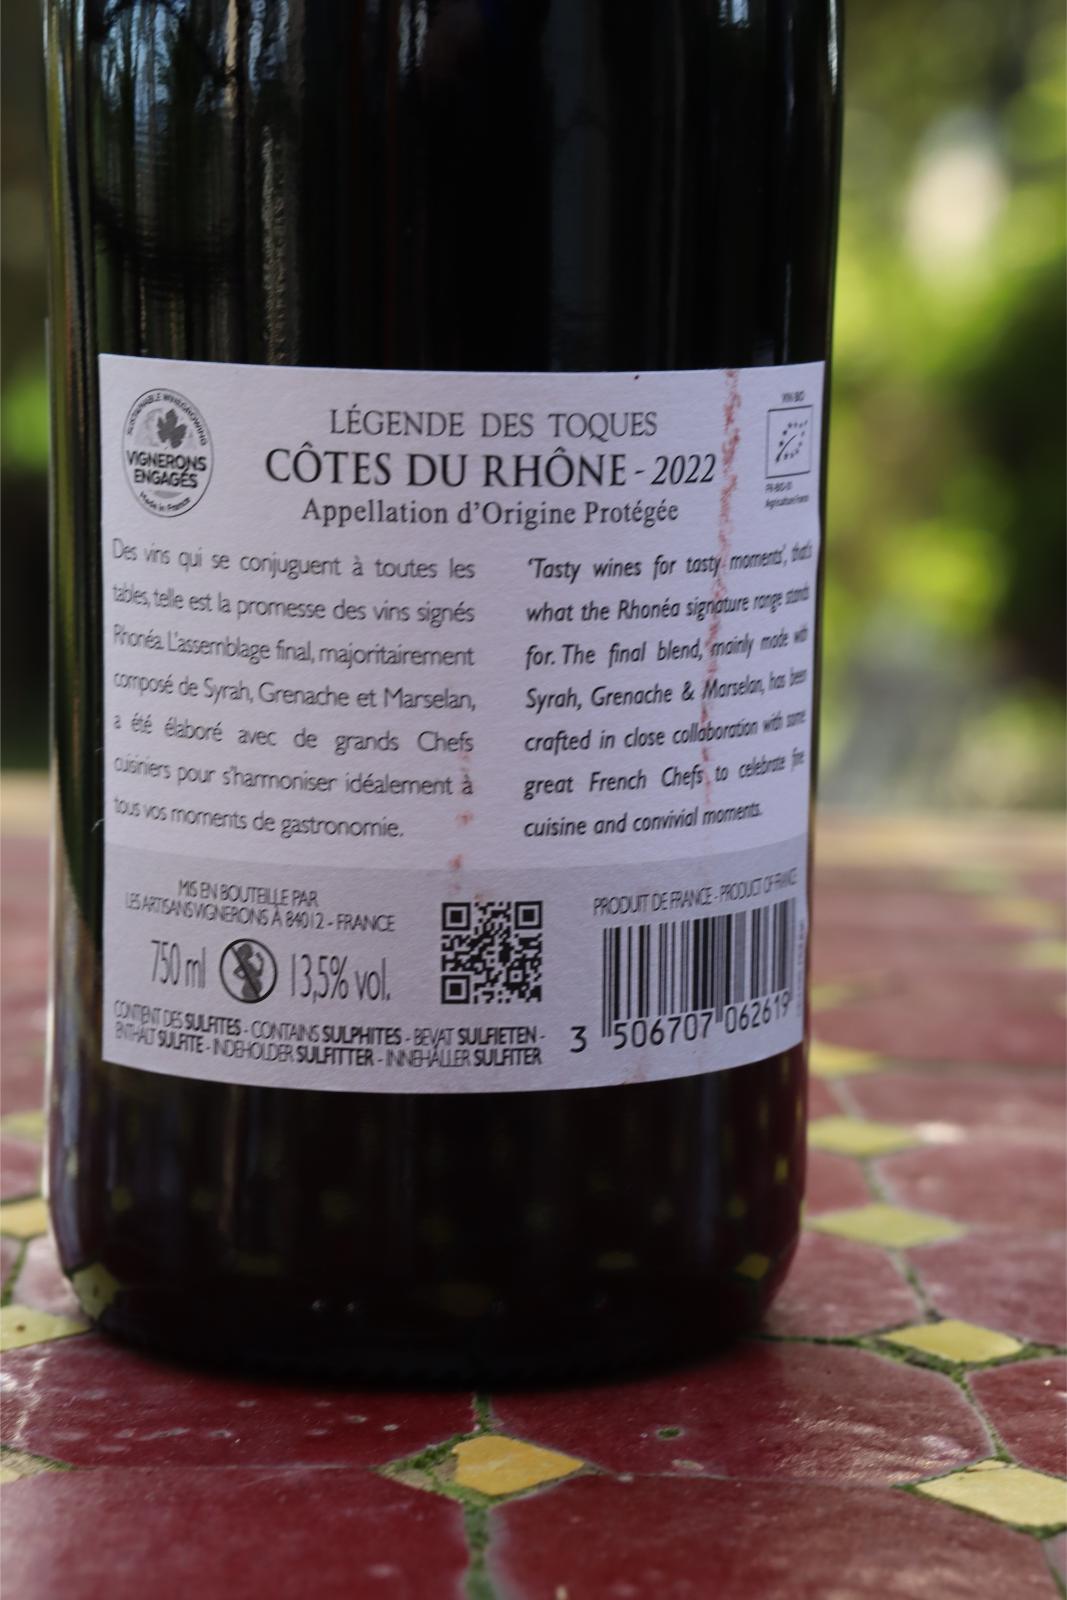 SUSTAINABLE WINEGROWING
VIGNERONS
ENGAGÉS
Made in France
LÉGENDE DES TOQUES
CÔTES DU RHÔNE - 2022
Appellation d'Origine Protégée
VIN BIO
FR-BIO-01
Agriculture France
Des vins qui se conjuguent à toutes les
tables, telle est la promesse des vins signés
Rhonéa. L'assemblage final, majoritairement
composé de Syrah, Grenache et Marselan,
a été élaboré avec de grands Chefs
cuisiniers pour s'harmoniser idéalement à
tous vos moments de gastronomie.
'Tasty wines for tasty moments', that's
what the Rhonéa signature range stands
for. The final blend, mainly made with
Syrah, Grenache & Marselan, has been
crafted in close collaboration with some
great French Chefs to celebrate fine
cuisine and convivial moments.
MIS EN BOUTEILLE PAR
LES ARTISANS VIGNERONS À 84012 - FRANCE
750 ml 13,5% vol.
CONTIENT DES SULFITES - CONTAINS SULPHITES - BEVAT SULFIETEN -
ENTHÄLT SULFITE - INDEHOLDER SULFITTER - INNEHÅLLER SULFITER
PRODUIT DE FRANCE - PRODUCT OF FRANCE
3 506707 062619